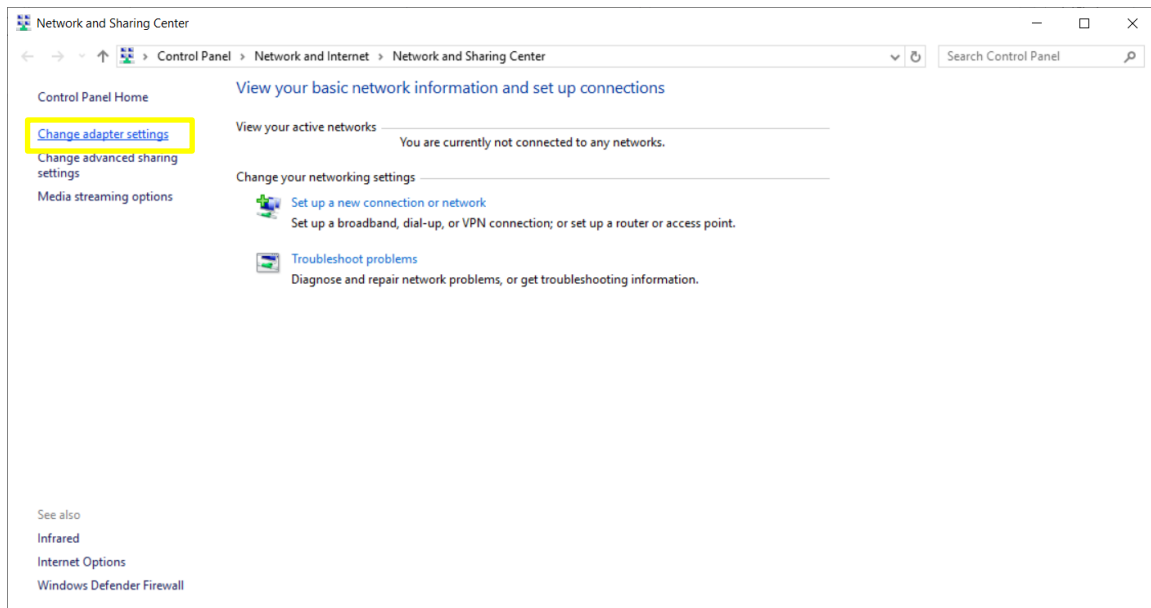 Network and Sharing Center
Control Panel > Network and Internet > Network and Sharing Center
Search Control Panel
Control Panel Home
Change adapter settings
Change advanced sharing
settings
Media streaming options
View your basic network information and set up connections
View your active networks
You are currently not connected to any networks.
Change your networking settings
Set up a new connection or network
Set up a broadband, dial-up, or VPN connection; or set up a router or access point.
Troubleshoot problems
Diagnose and repair network problems, or get troubleshooting information.
See also
Infrared
Internet Options
Windows Defender Firewall